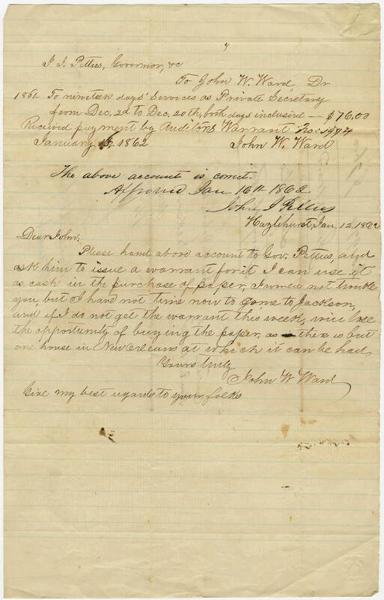 J. J. Pettus, Governor, &c
To John W. Ward Dr
1861 To nineteen days' Services as Private Secretary
from Dec. 2d to Dec. 20th, both days inclusive — $76.00
Received payment by Auditors Warrant No.
January 1862 John W. Ward
The above account is correct
Approved Jan 16th 1862
John J Pettus
Hazlehurst, Jan, 12, 1862
Dear John,
Please hand above account to Gov. Pettus, and
ask him to issue a warrant for it I can use it
as cash in the purchase of paper, I would not trouble
you, but I have not time now to come to Jackson,
and if I do not get the warrant this week, will lose
the opportunity of buying the paper, as there is but
one house in New Orleans at which it can be had,
Yours truly
John W Ward
Give my best regards to your folks